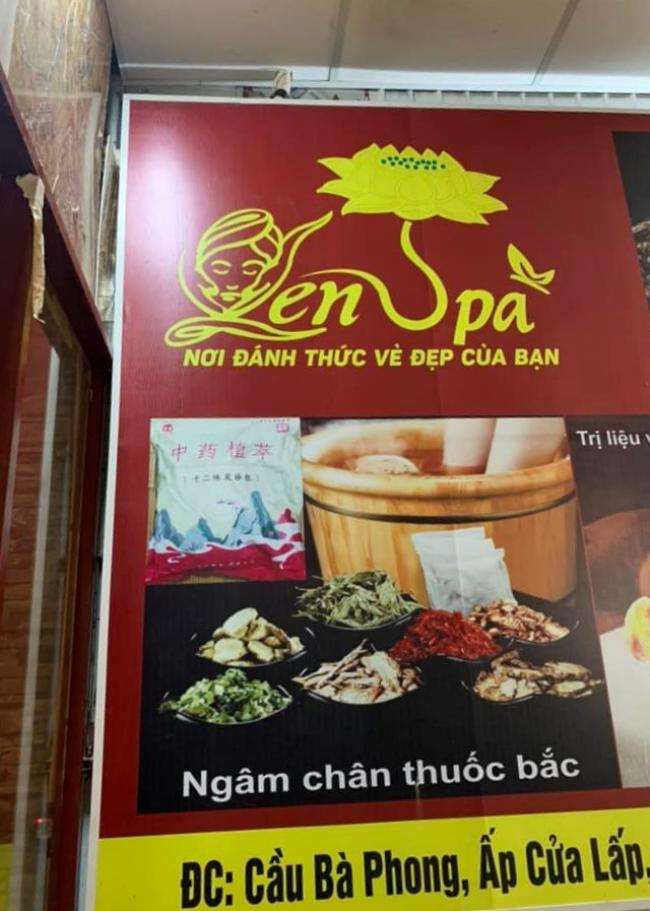 Sen Spa
NƠI ĐÁNH THỨC VẺ ĐẸP CỦA BẠN
中药植萃
Trị liệu
Ngâm chân thuốc bắc
ĐC: Cầu Bà Phong, Ấp Cửa Lấp,